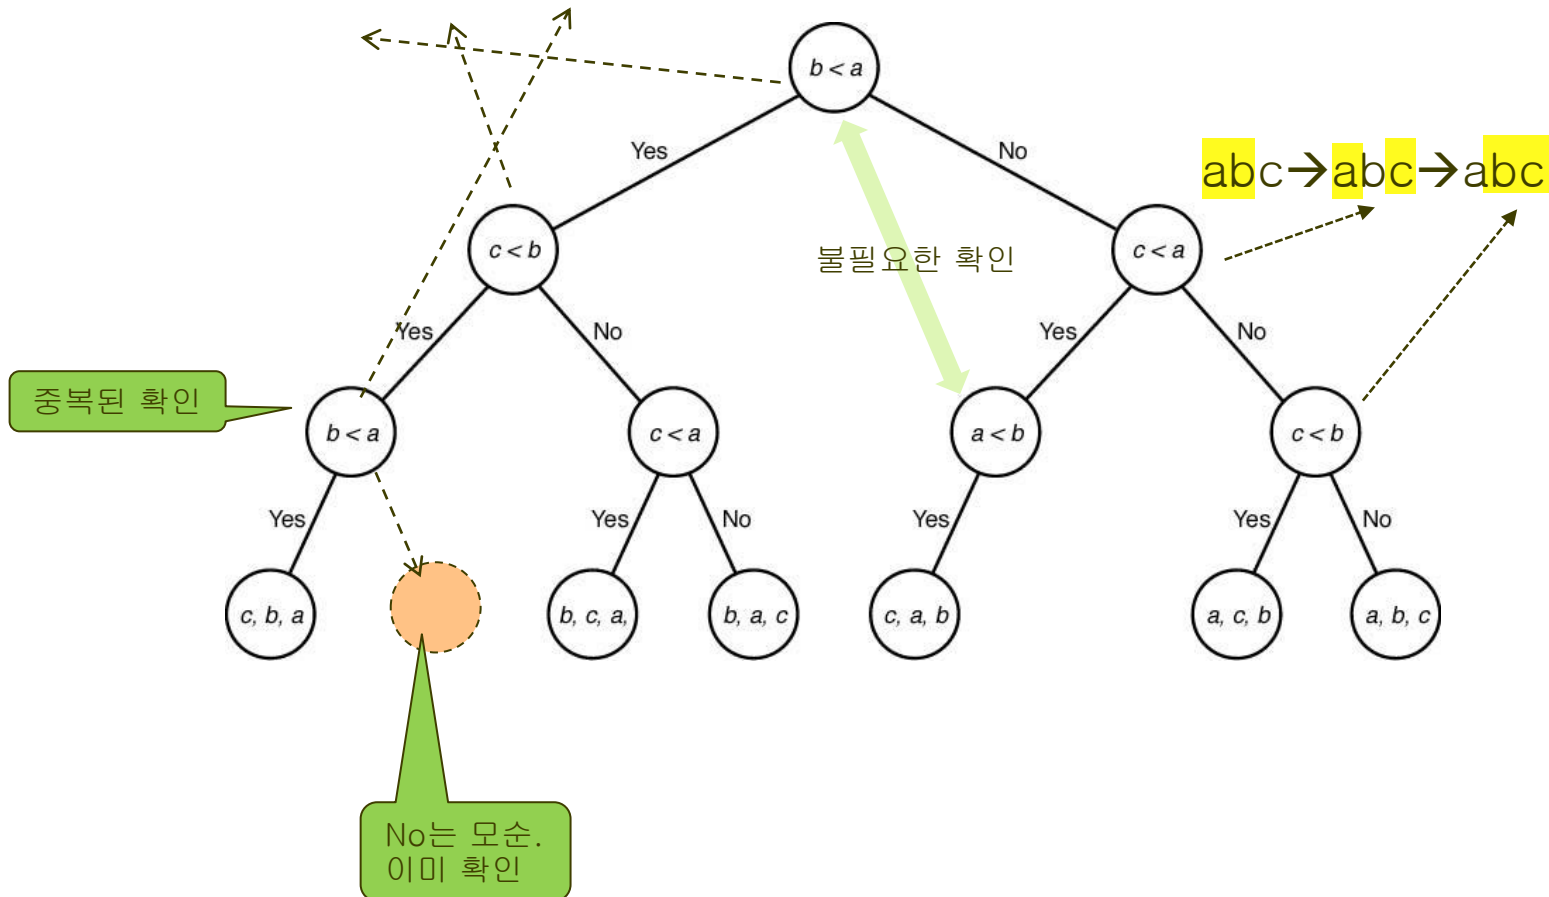 b < a
Yes
No
abc→abc→abc
c < b
불필요한 확인
c < a
Yes
No
Yes
No
중복된 확인
b < a
c < a
a < b
c < b
Yes
Yes
No
Yes
Yes
No
c, b, a
b, c, a,
b, a, c
c, a, b
a, c, b
a, b, c
No는 모순.
이미 확인